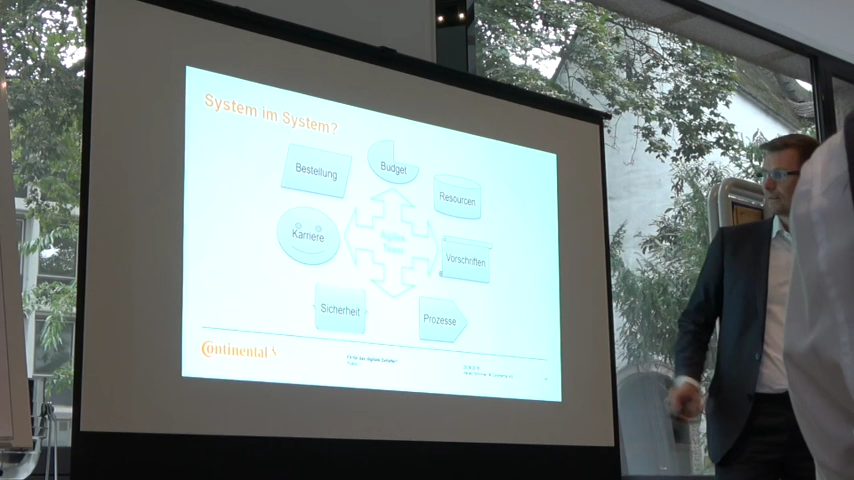 System im System?
Bestellung
Budget
Resourcen
Karriere
Vorschriften
Sicherheit
Prozesse
Continental